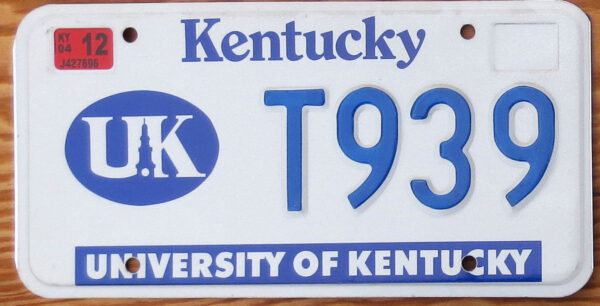 KY 04 12
J427696
Kentucky
UK
T939
UNIVERSITY OF KENTUCKY